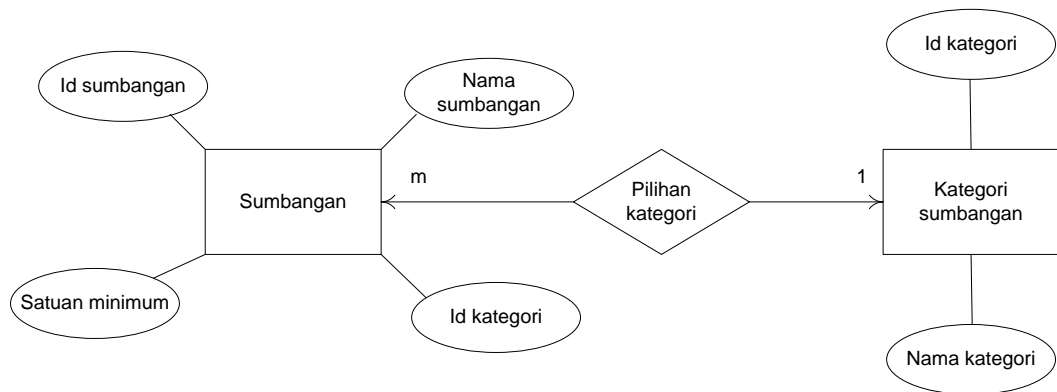 Id kategori
Id sumbangan
Nama
sumbangan
m
1
Sumbangan
Pilihan
kategori
Kategori
sumbangan
Satuan minimum
Id kategori
Nama kategori